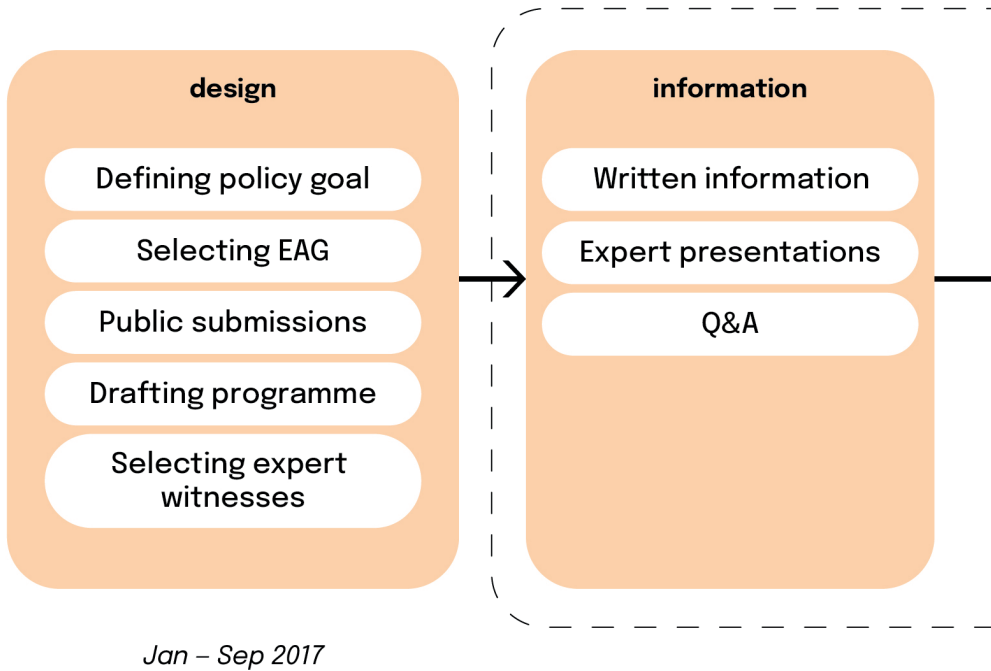 design
Defining policy goal
Selecting EAG
Public submissions
Drafting programme
Selecting expert
witnesses
Jan – Sep 2017
information
Written information
Expert presentations
Q&A